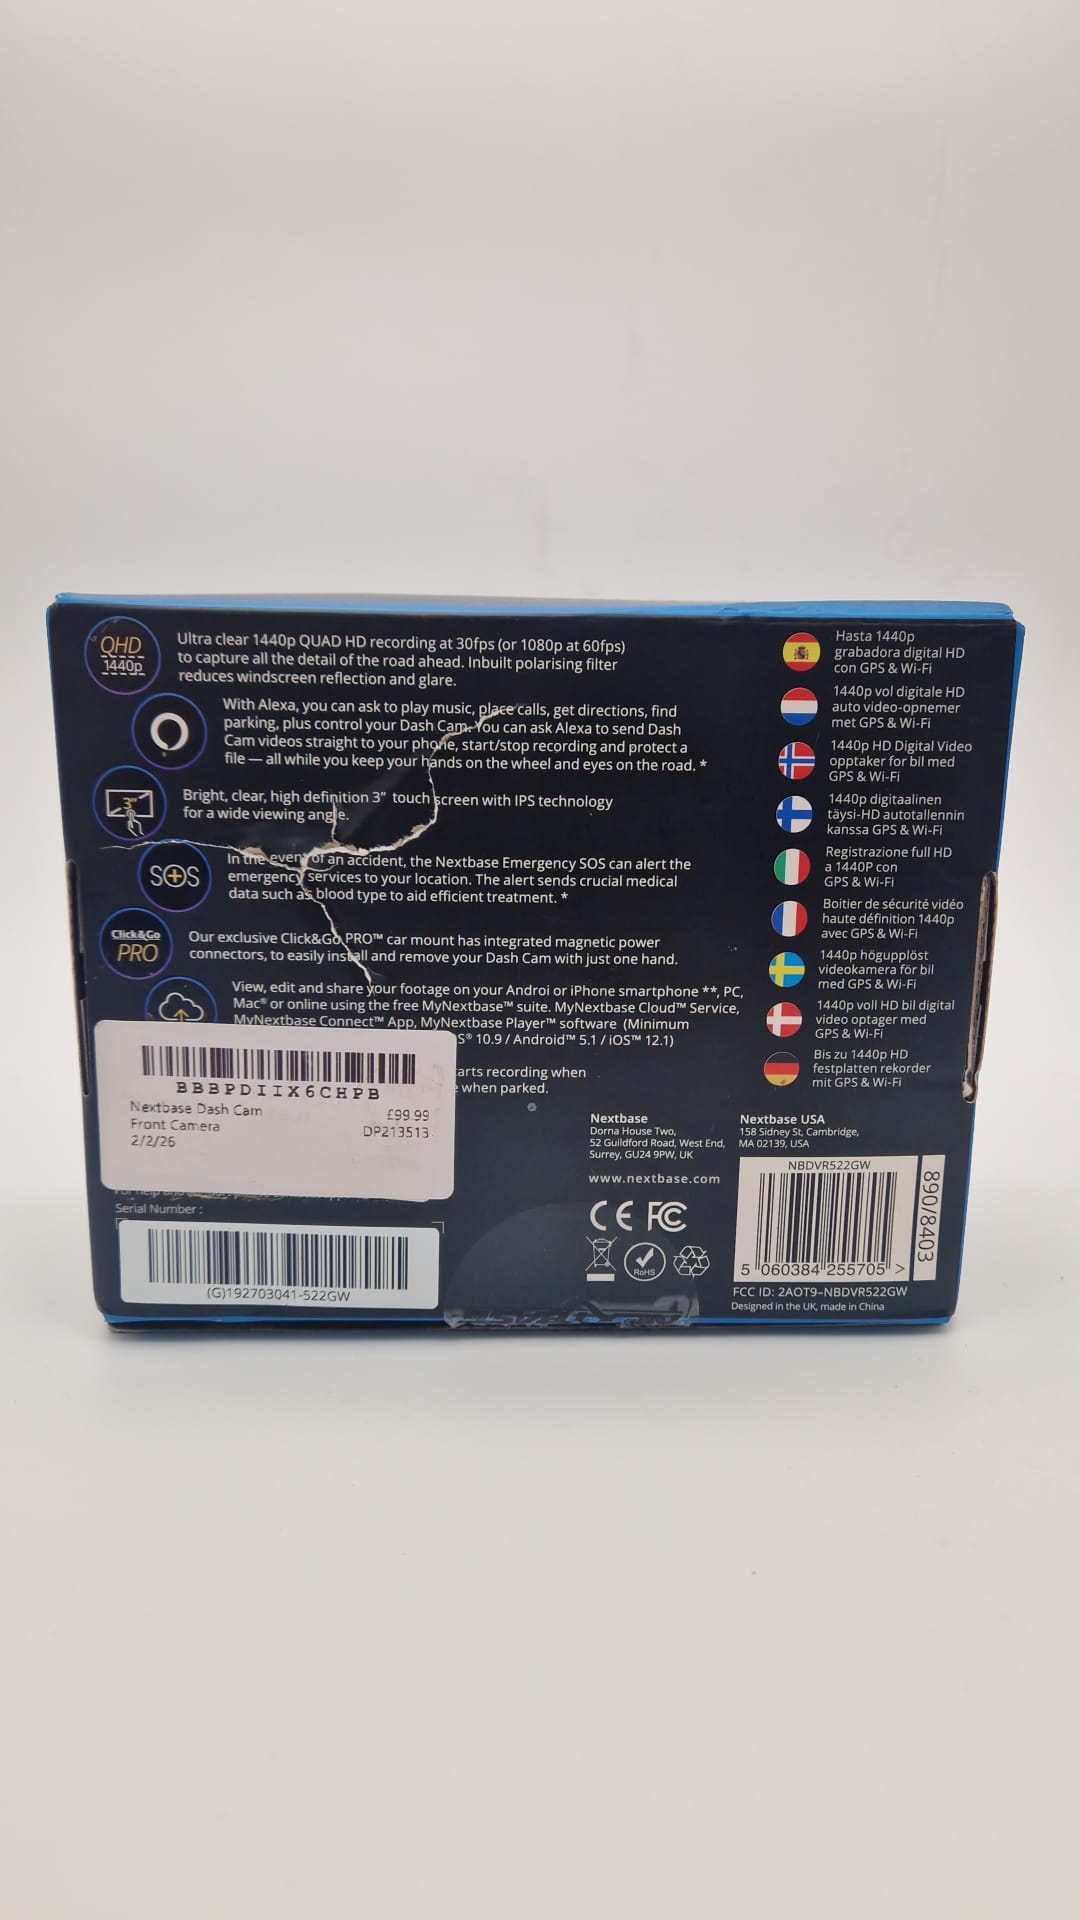 QHD
1440p
Ultra clear 1440p QUAD HD recording at 30fps (or 1080p at 60fps)
to capture all the detail of the road ahead. Inbuilt polarising filter
reduces windscreen reflection and glare.
With Alexa, you can ask to play music, place calls, get directions, find
parking, plus control your Dash Cam. You can ask Alexa to send Dash
Cam videos straight to your phone, start/stop recording and protect a
file — all while you keep your hands on the wheel and eyes on the road. *
3"
Bright, clear, high definition 3" touch screen with IPS technology
for a wide viewing angle.
SOS
In the event of an accident, the Nextbase Emergency SOS can alert the
emergency services to your location. The alert sends crucial medical
data such as blood type to aid efficient treatment. *
Click&Go
PRO
Our exclusive Click&Go PRO™ car mount has integrated magnetic power
connectors, to easily install and remove your Dash Cam with just one hand.
View, edit and share your footage on your Androi or iPhone smartphone **, PC,
Mac® or online using the free MyNextbase™ suite. MyNextbase Cloud™ Service,
MyNextbase Connect™ App, MyNextbase Player™ software (Minimum
S® 10.9 / Android™ 5.1 / iOS™ 12.1)
arts recording when
when parked.
BBBPDIIX6CHPB
Nextbase Dash Cam
Front Camera
2/2/26
£99.99
DP213513
For help and
Serial Number :
(G)192703041-522GW
Hasta 1440p
grabadora digital HD
con GPS & Wi-Fi
1440p vol digitale HD
auto video-opnemer
met GPS & Wi-Fi
1440p HD Digital Video
opptaker for bil med
GPS & Wi-Fi
1440p digitaalinen
täysi-HD autotallennin
kanssa GPS & Wi-Fi
Registrazione full HD
a 1440P con
GPS & Wi-Fi
Boitier de sécurité vidéo
haute définition 1440p
avec GPS & Wi-Fi
1440p högupplöst
videokamera för bil
med GPS & Wi-Fi
1440p voll HD bil digital
video optager med
GPS & Wi-Fi
Bis zu 1440p HD
festplatten rekorder
mit GPS & Wi-Fi
Nextbase
Dorna House Two,
52 Guildford Road, West End,
Surrey, GU24 9PW, UK
Nextbase USA
158 Sidney St, Cambridge,
MA 02139, USA
www.nextbase.com
CE FC
RoHS
NBDVR522GW
5 060384 255705 >
890/8403
FCC ID: 2AOT9-NBDVR522GW
Designed in the UK, made in China